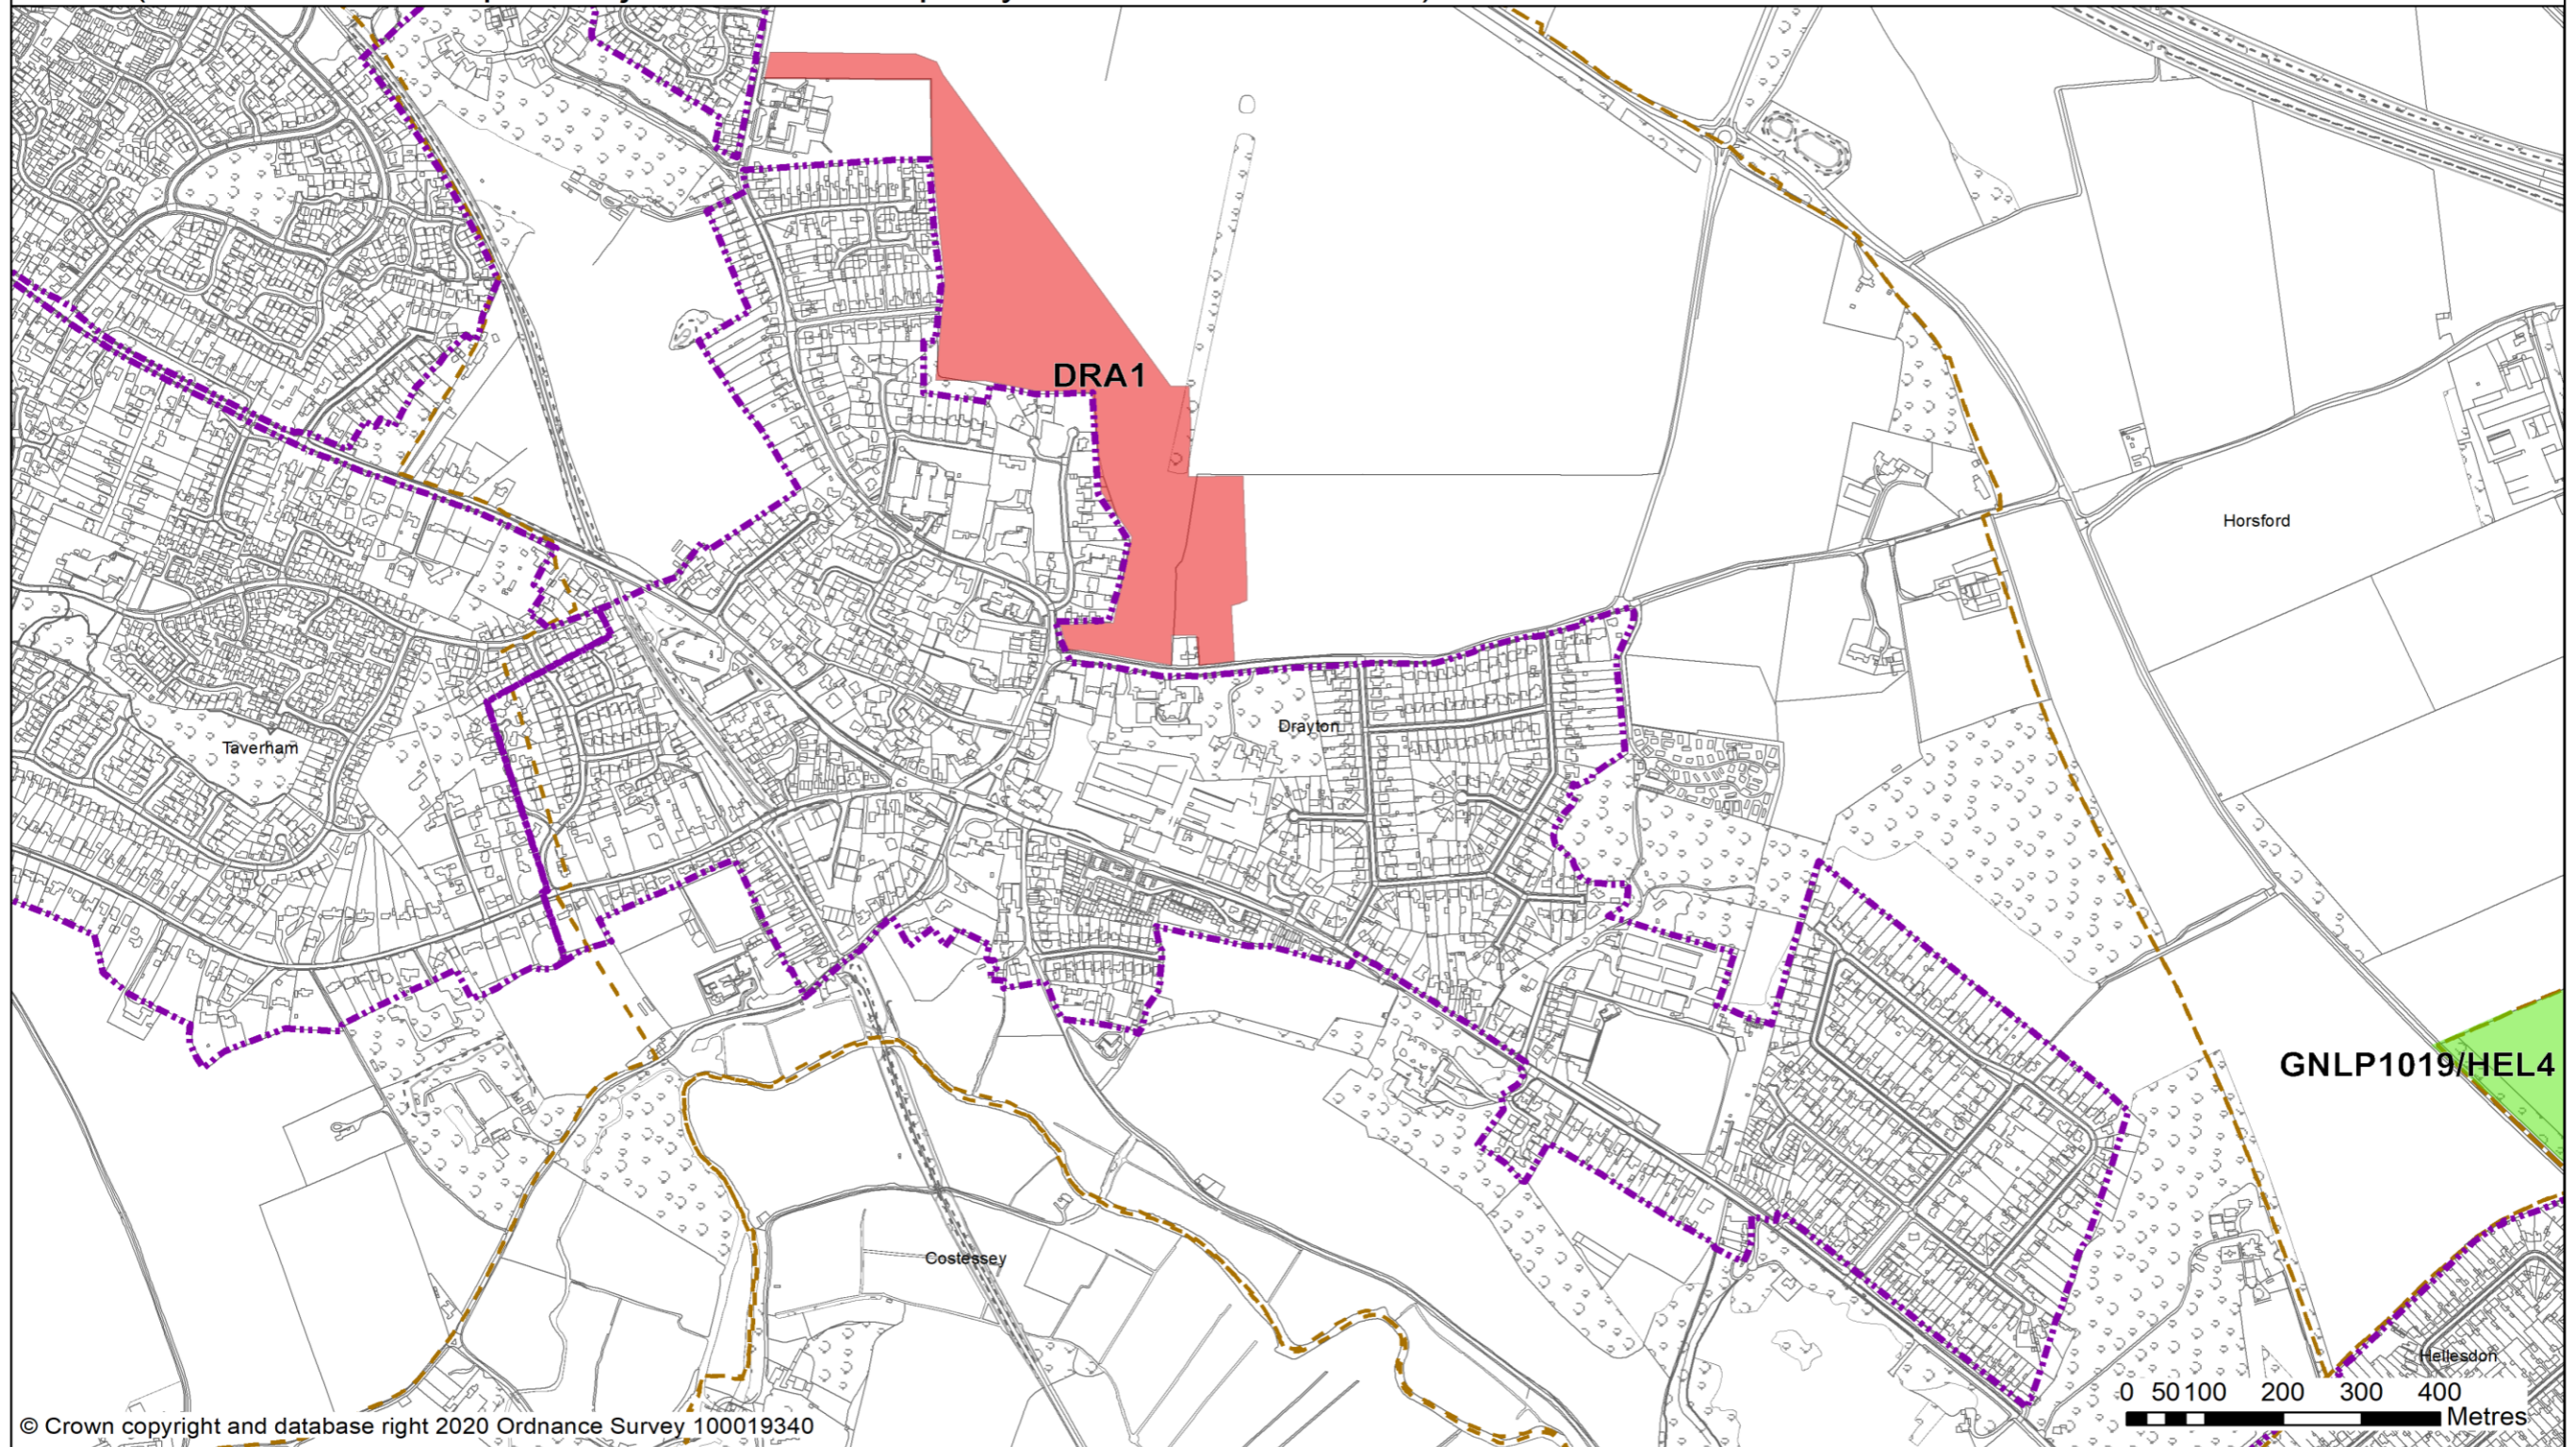 DRA1
Horsford
Drayton
Taverham
GNLP1019/HEL4
Costessey
Hellesdon
0 50 100 200 300 400
Metres
© Crown copyright and database right 2020 Ordnance Survey 100019340